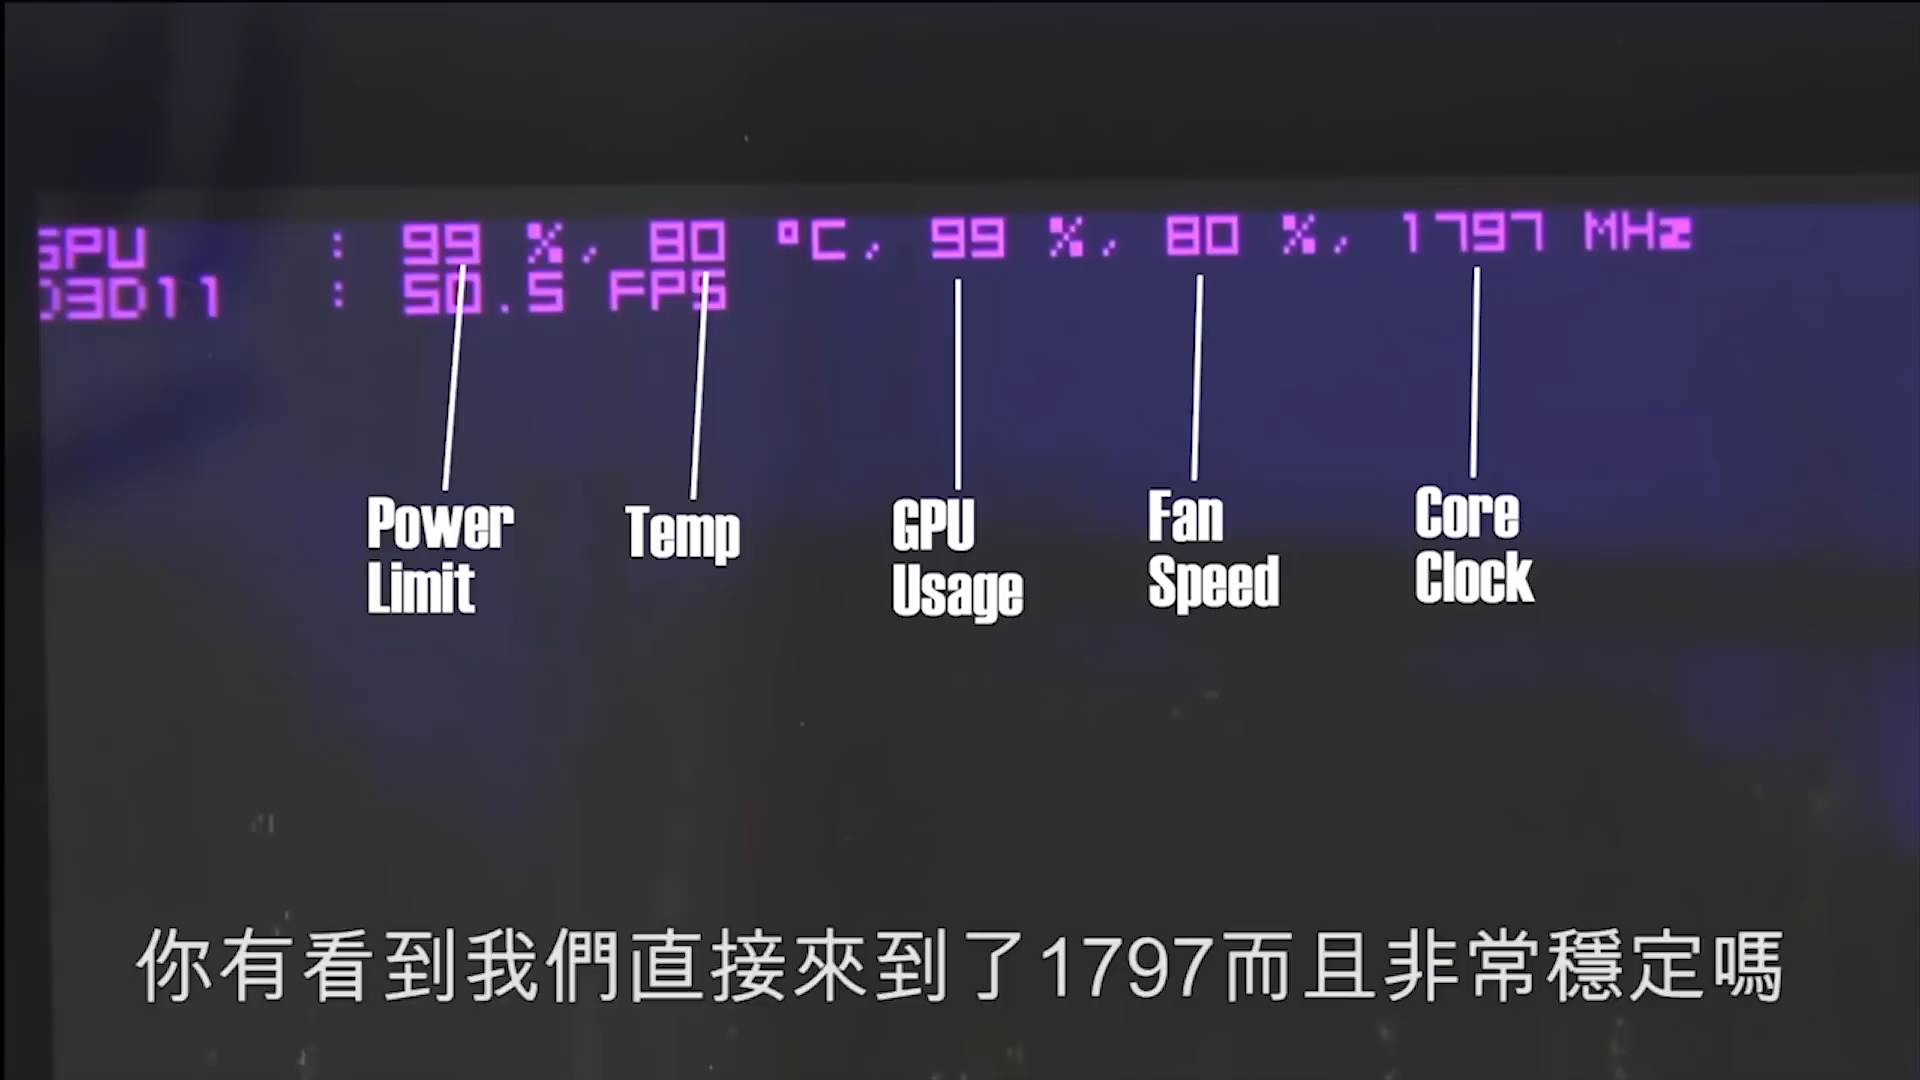 GPU : 99 %, 80 °C, 99 %, 80 %, 1797 MHz
D3D11 : 50.5 FPS
Power Limit
Temp
GPU Usage
Fan Speed
Core Clock
你有看到我們直接來到了1797而且非常穩定嗎